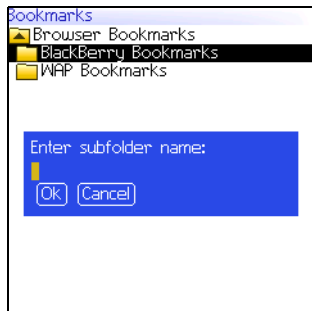 Bookmarks
Browser Bookmarks
BlackBerry Bookmarks
WAP Bookmarks
Enter subfolder name:
Ok Cancel